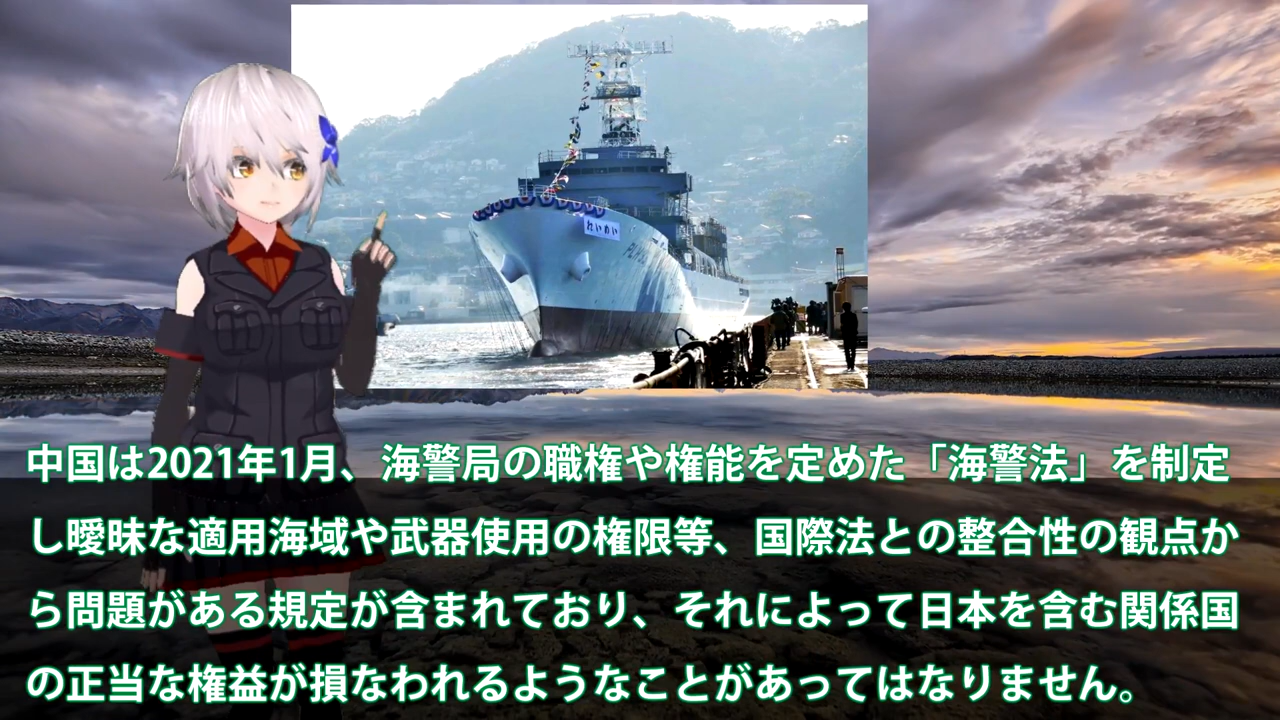 れいめい
中国は2021年1月、海警局の職権や権能を定めた「海警法」を制定
し曖昧な適用海域や武器使用の権限等、国際法との整合性の観点か
ら問題がある規定が含まれており、それによって日本を含む関係国
の正当な権益が損なわれるようなことがあってはなりません。